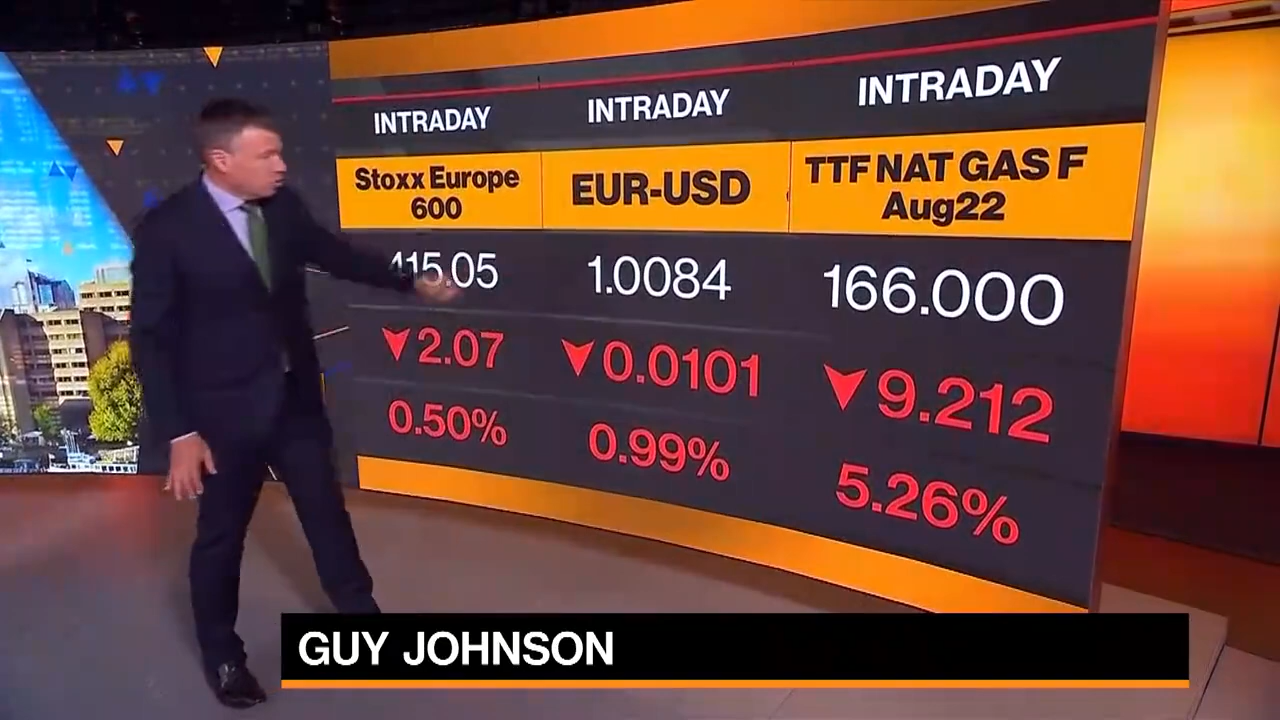 INTRADAY
INTRADAY
INTRADAY
Stoxx Europe
600
EUR-USD
TTF NAT GAS F
Aug22
415.05
1.0084
166.000
2.07
0.0101
9.212
0.50%
0.99%
5.26%
GUY JOHNSON